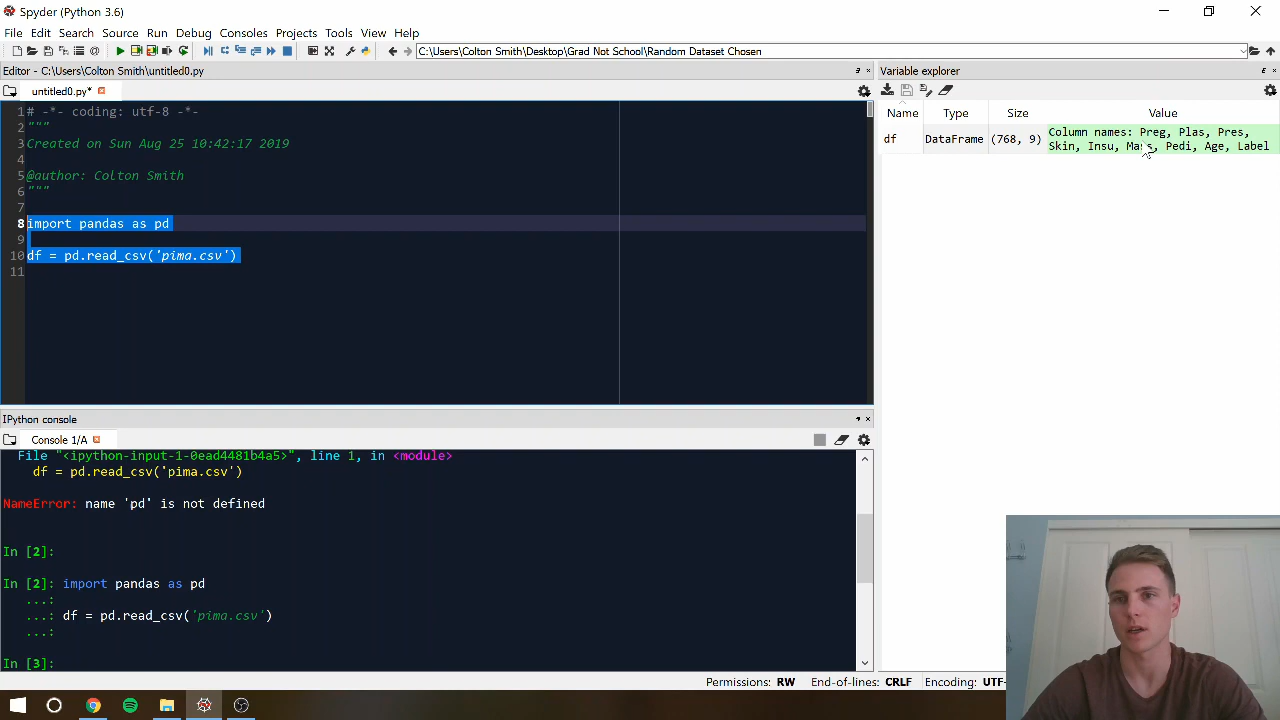 Spyder (Python 3.6)
File Edit Search Source Run Debug Consoles Projects Tools View Help
C:\Users\Colton Smith\Desktop\Grad Not School\Random Dataset Chosen
Editor - C:\Users\Colton Smith\untitled0.py
untitled0.py*
1 # -*- coding: utf-8 -*-
2 """
3 Created on Sun Aug 25 10:42:17 2019
4
5 @author: Colton Smith
6 """
7
8 import pandas as pd
9
10 df = pd.read_csv('pima.csv')
11
Variable explorer
Name Type Size Value
df DataFrame (768, 9) Column names: Preg, Plas, Pres,
Skin, Insu, Mass, Pedi, Age, Label
IPython console
Console 1/A
File "<ipython-input-1-0ead4481b4a5>", line 1, in <module>
df = pd.read_csv('pima.csv')
NameError: name 'pd' is not defined
In [2]:
In [2]: import pandas as pd
...:
...: df = pd.read_csv('pima.csv')
...:
In [3]:
Permissions: RW End-of-lines: CRLF Encoding: UTF-